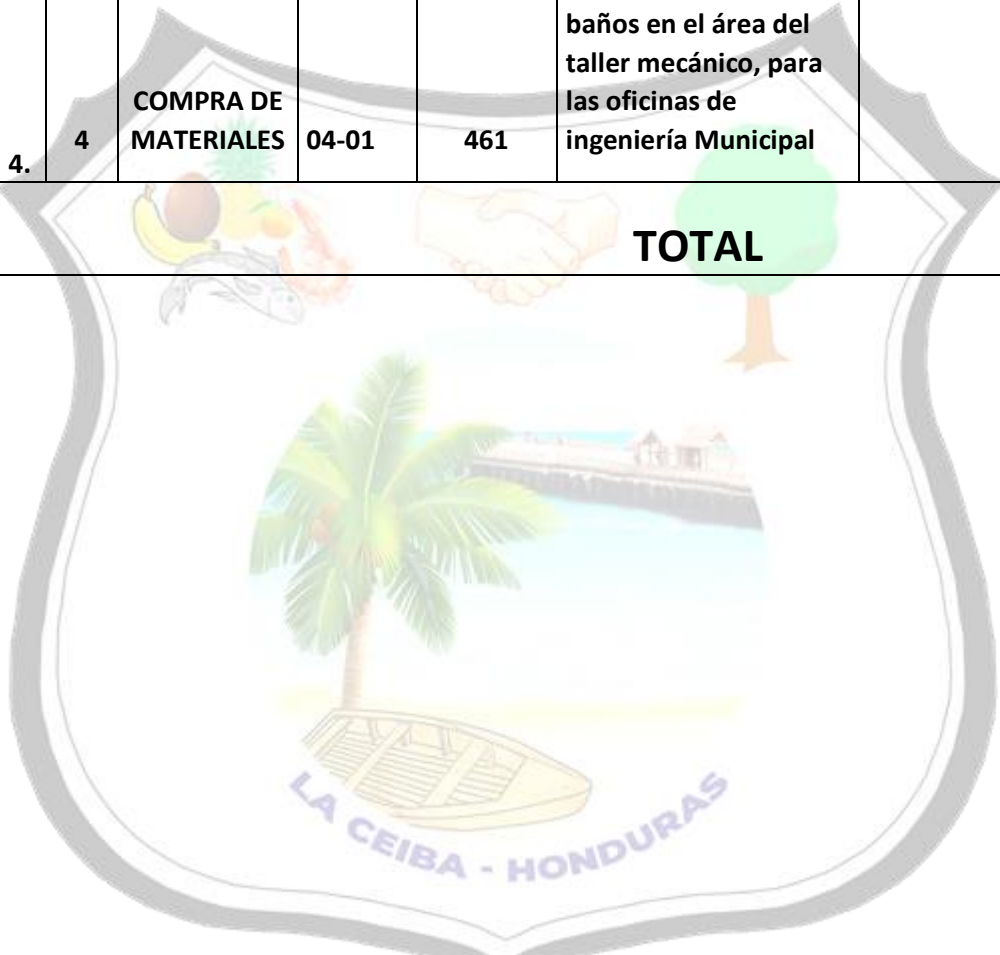 baños en el área del
taller mecánico, para
COMPRA DE las oficinas de
4. 4 MATERIALES 04-01 461 ingeniería Municipal
TOTAL
LA CEIBA - HONDURAS